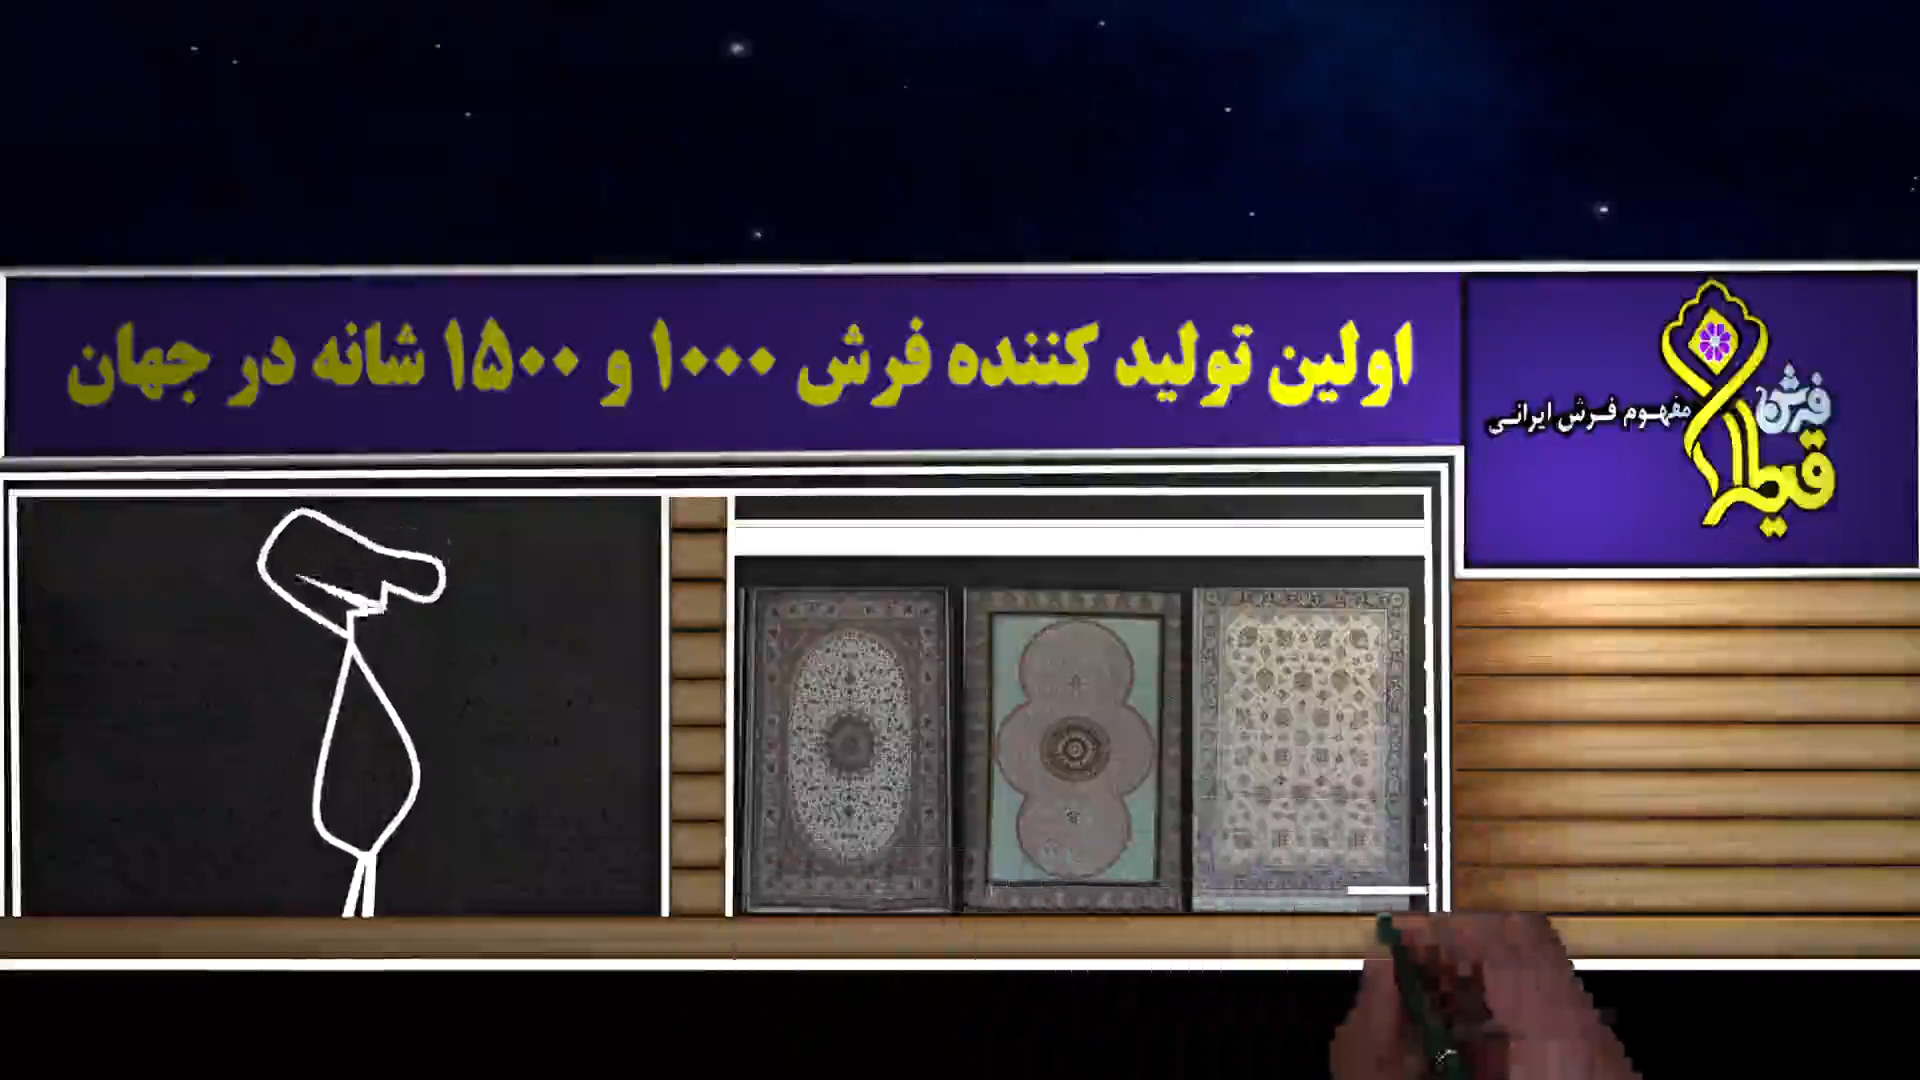 اولین تولید کننده فرش ۱۰۰۰ و ۱۵۰۰ شانه در جهان
فرش
قیطران
مفهوم فرش ایرانی